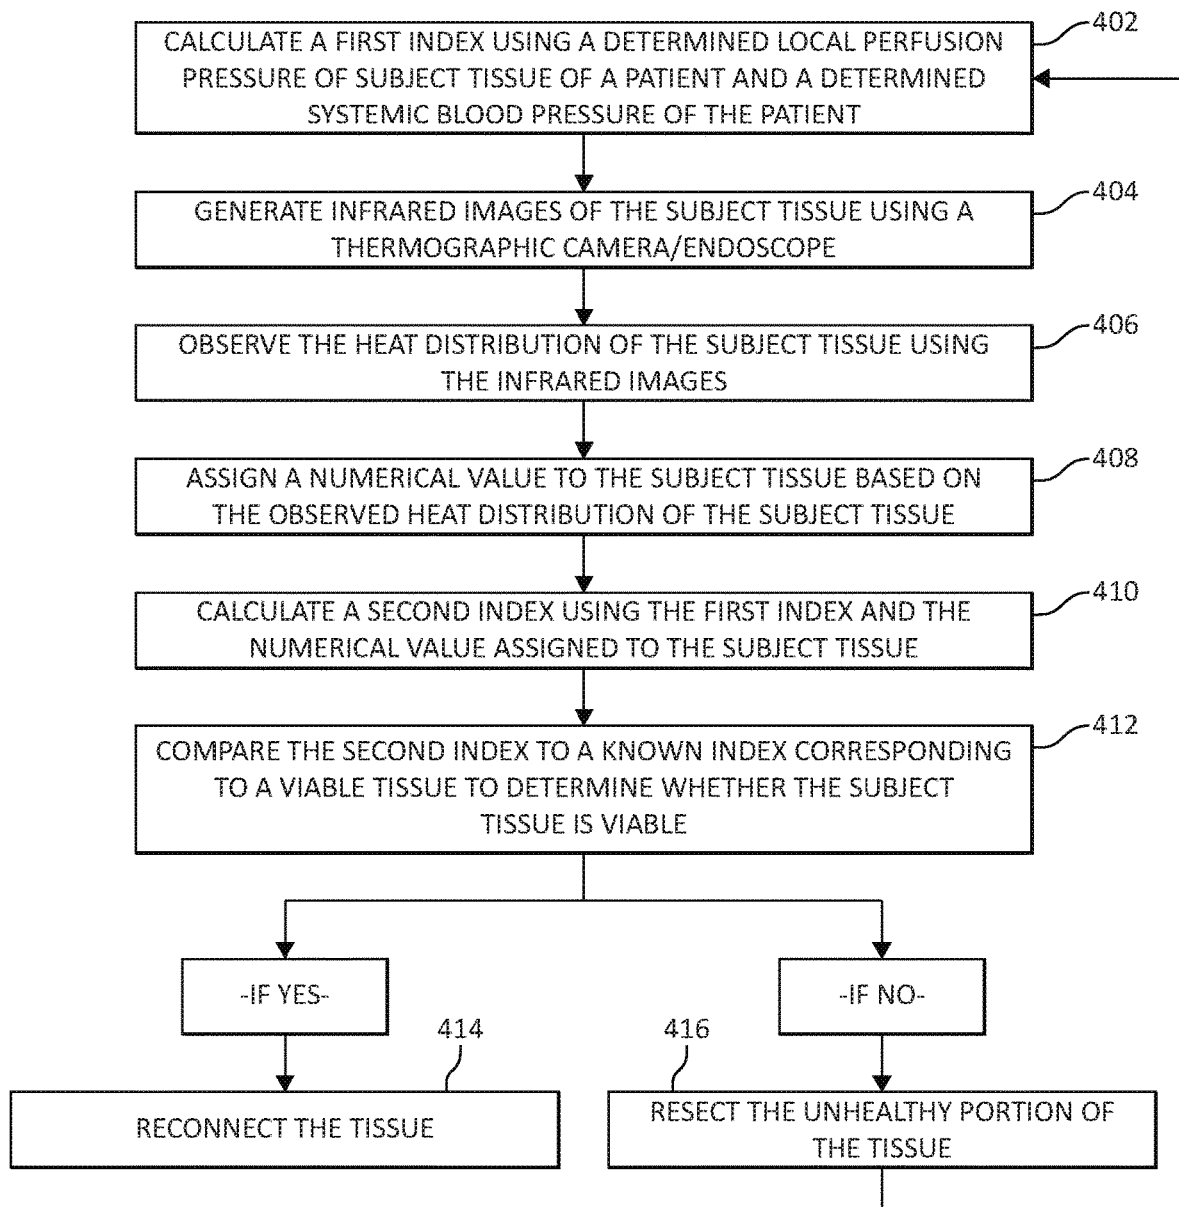 402
CALCULATE A FIRST INDEX USING A DETERMINED LOCAL PERFUSION
PRESSURE OF SUBJECT TISSUE OF A PATIENT AND A DETERMINED
SYSTEMIC BLOOD PRESSURE OF THE PATIENT
404
GENERATE INFRARED IMAGES OF THE SUBJECT TISSUE USING A
THERMOGRAPHIC CAMERA/ENDOSCOPE
406
OBSERVE THE HEAT DISTRIBUTION OF THE SUBJECT TISSUE USING
THE INFRARED IMAGES
408
ASSIGN A NUMERICAL VALUE TO THE SUBJECT TISSUE BASED ON
THE OBSERVED HEAT DISTRIBUTION OF THE SUBJECT TISSUE
410
CALCULATE A SECOND INDEX USING THE FIRST INDEX AND THE
NUMERICAL VALUE ASSIGNED TO THE SUBJECT TISSUE
412
COMPARE THE SECOND INDEX TO A KNOWN INDEX CORRESPONDING
TO A VIABLE TISSUE TO DETERMINE WHETHER THE SUBJECT
TISSUE IS VIABLE
-IF YES-
-IF NO-
414
RECONNECT THE TISSUE
416
RESECT THE UNHEALTHY PORTION OF
THE TISSUE